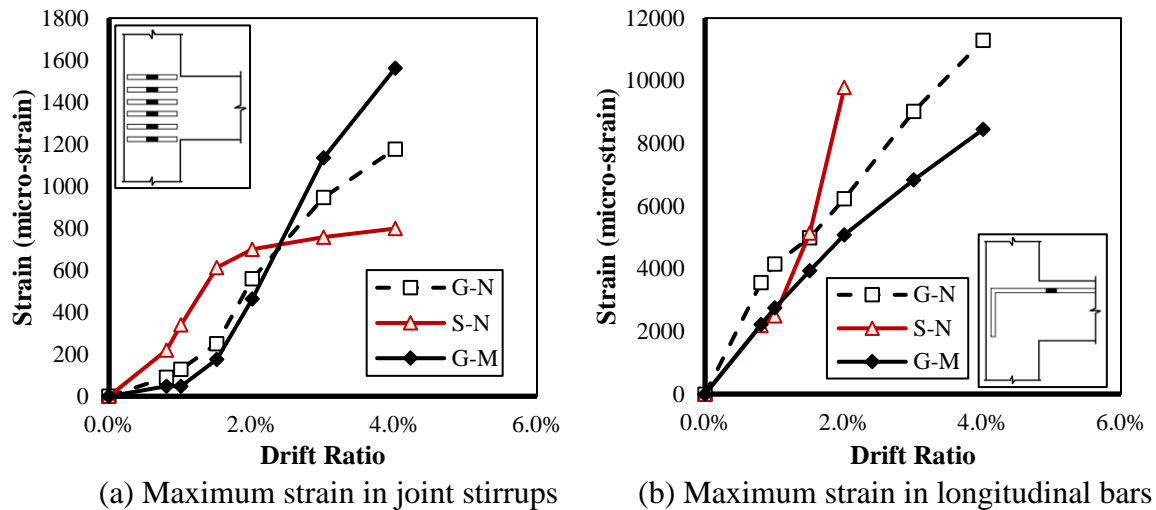 1800
1600
1400
1200
1000
800
600
400
200
0
Strain (micro-strain)
0.0%
2.0%
4.0%
6.0%
Drift Ratio
G-N
S-N
G-M
(a) Maximum strain in joint stirrups
12000
10000
8000
6000
4000
2000
0
Strain (micro-strain)
0.0%
2.0%
4.0%
6.0%
Drift Ratio
G-N
S-N
G-M
(b) Maximum strain in longitudinal bars